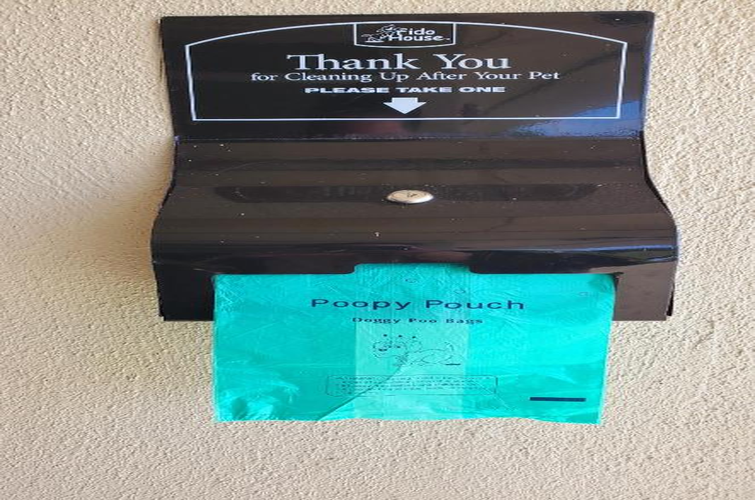 Fido
House
Thank You
for Cleaning Up After Your Pet
PLEASE TAKE ONE
Poopy Pouch
Doggy Poo Bags